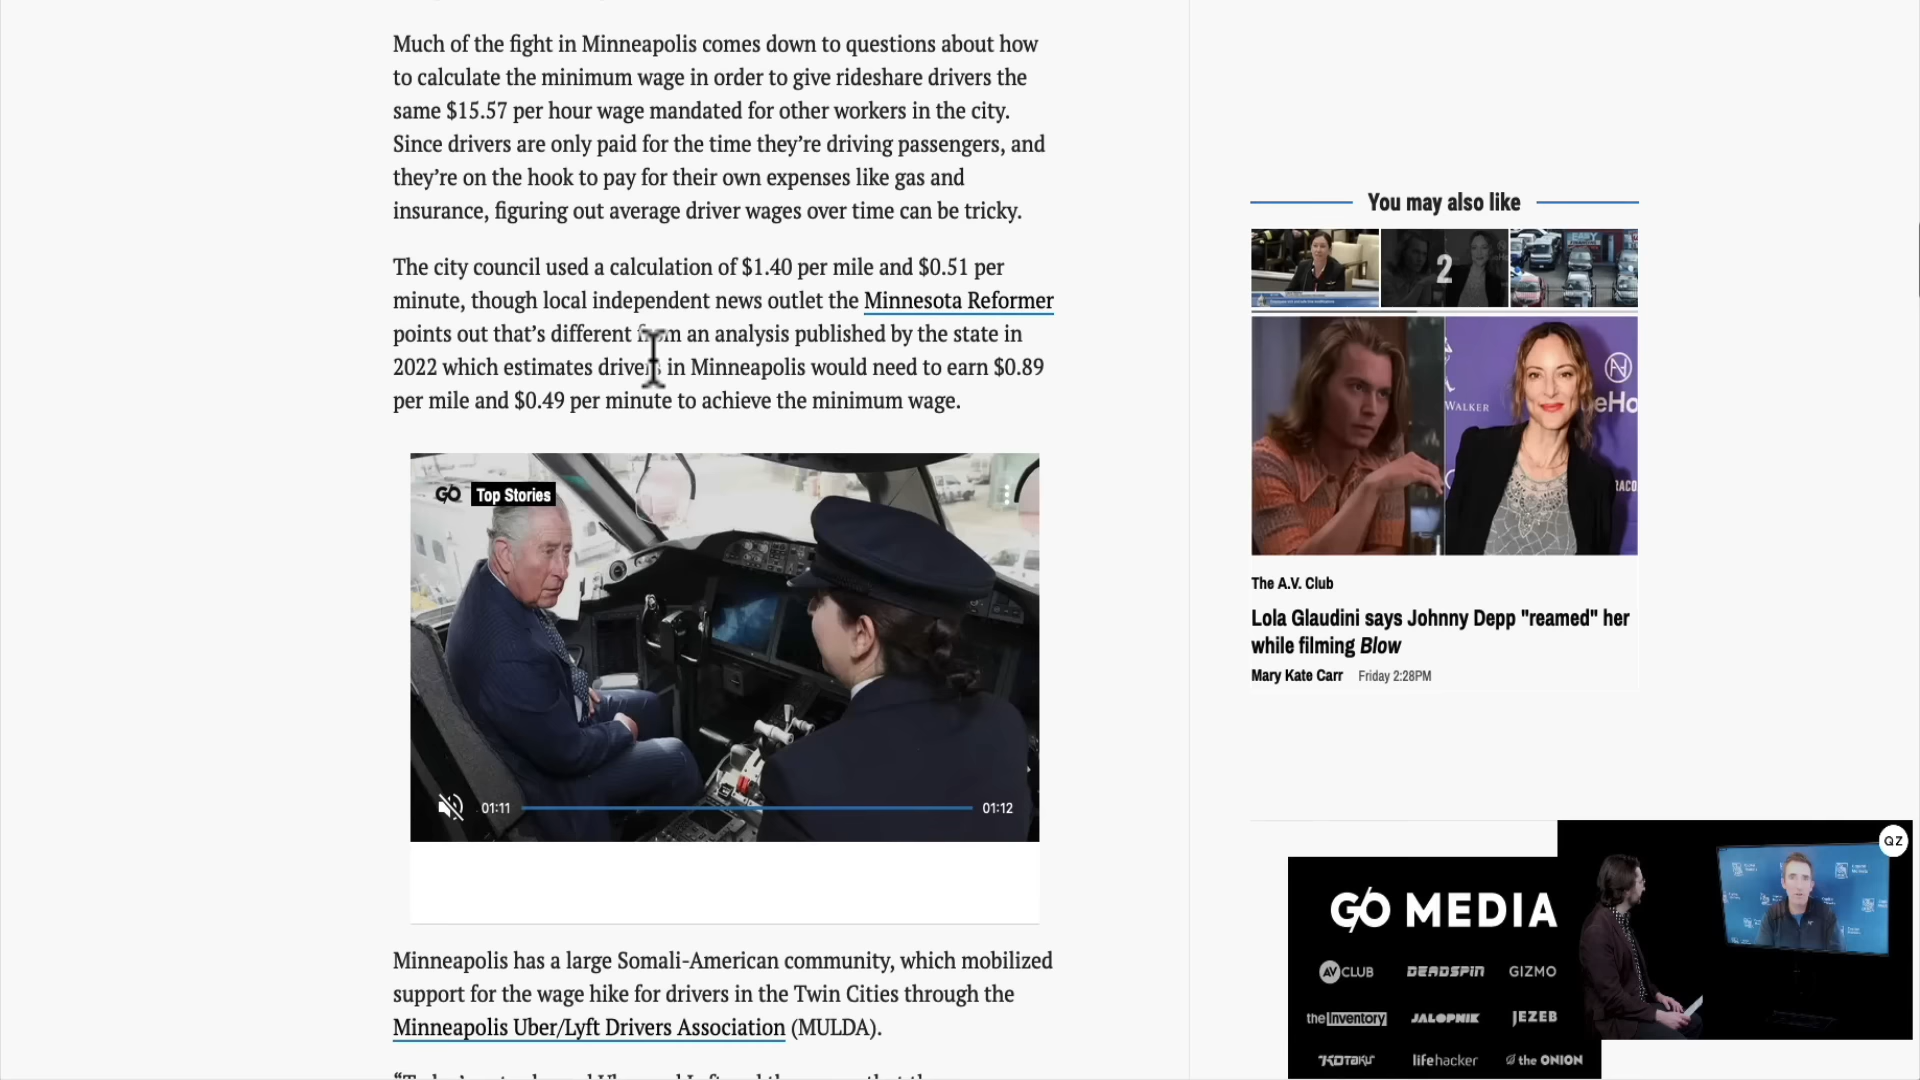 Much of the fight in Minneapolis comes down to questions about how
to calculate the minimum wage in order to give rideshare drivers the
same $15.57 per hour wage mandated for other workers in the city.
Since drivers are only paid for the time they’re driving passengers, and
they’re on the hook to pay for their own expenses like gas and
insurance, figuring out average driver wages over time can be tricky.
The city council used a calculation of $1.40 per mile and $0.51 per
minute, though local independent news outlet the Minnesota Reformer
points out that’s different from an analysis published by the state in
2022 which estimates drivers in Minneapolis would need to earn $0.89
per mile and $0.49 per minute to achieve the minimum wage.
GO Top Stories
01:11
01:12
Minneapolis has a large Somali-American community, which mobilized
support for the wage hike for drivers in the Twin Cities through the
Minneapolis Uber/Lyft Drivers Association (MULDA).
You may also like
2
WALKER
The A.V. Club
Lola Glaudini says Johnny Depp "reamed" her
while filming Blow
Mary Kate Carr Friday 2:28PM
QZ
GO MEDIA
AV CLUB DEADSPIN GIZMO
theInventory JALOPNIK JEZEB
KOTAKU lifehacker the ONION